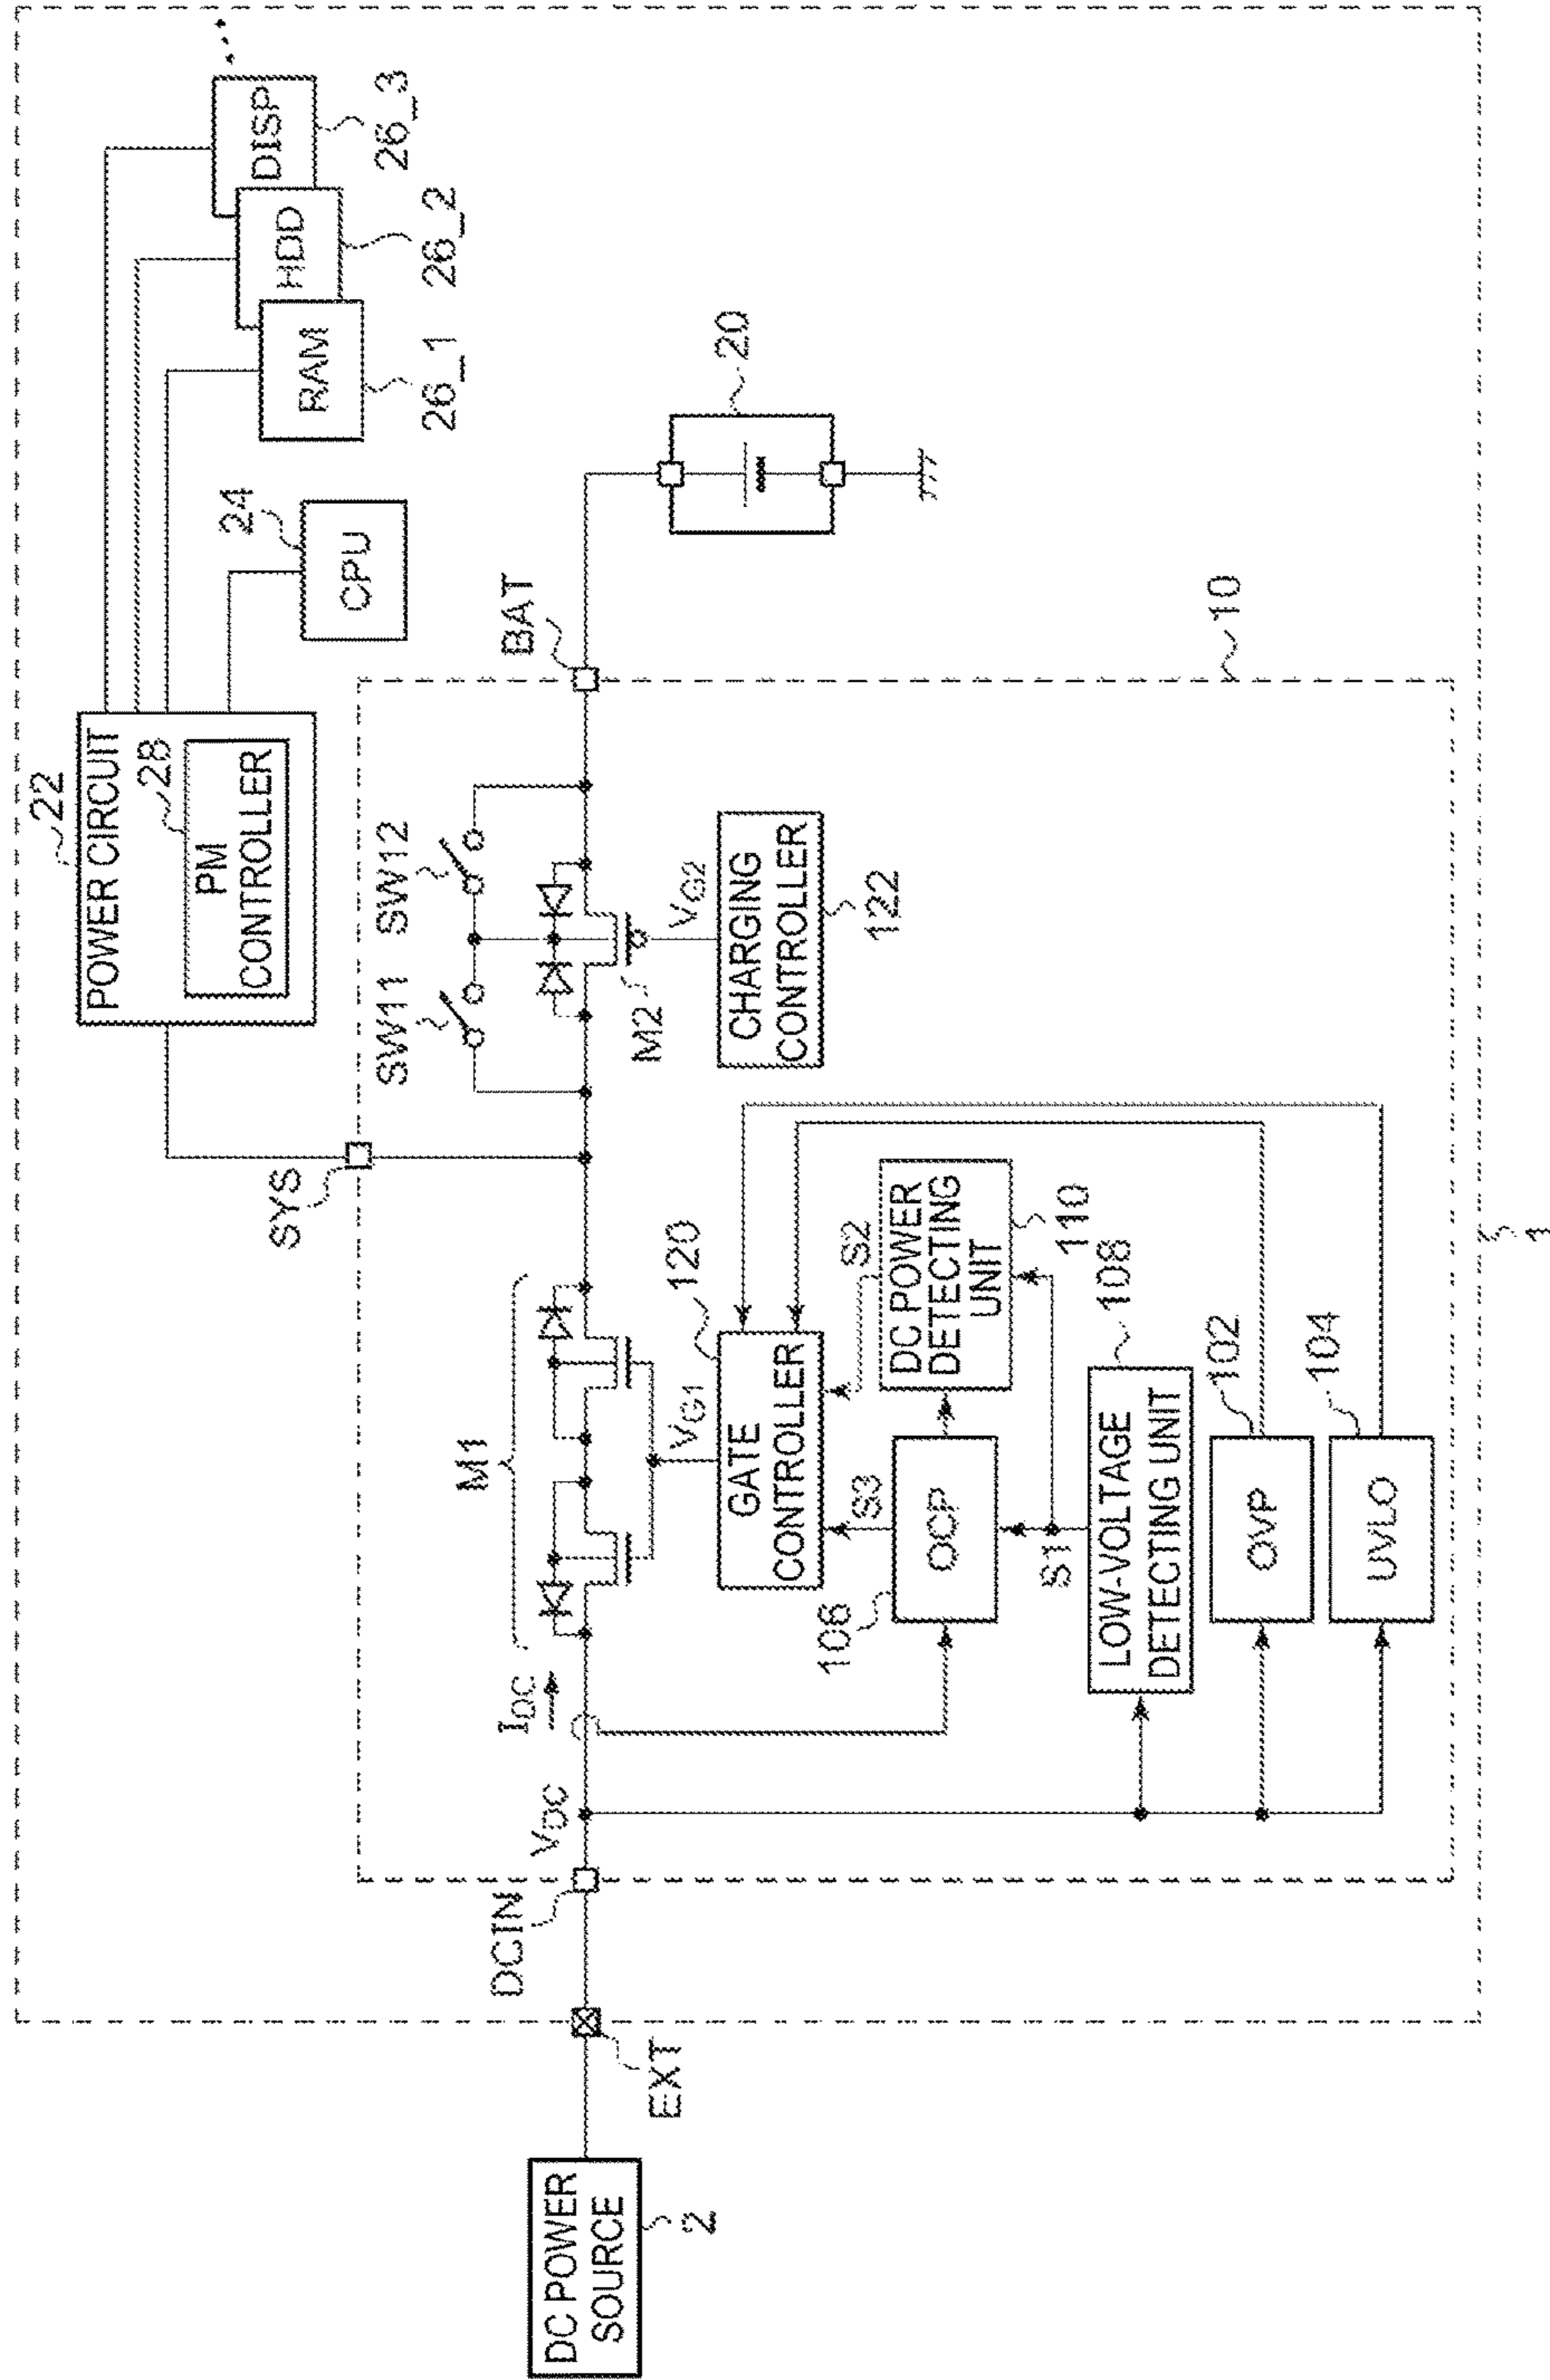 22
POWER CIRCUIT
28
PM
CONTROLLER
24
CPU
RAM
26_1
HDD
26_2
DISP
26_3
SYS
SW11
SW12
BAT
20
DC POWER
SOURCE
2
EXT
DCIN
VDC
IDC
M1
M2
VG1
VG2
GATE
CONTROLLER
120
CHARGING
CONTROLLER
122
S3
S2
106
OCP
DC POWER
DETECTING
UNIT
110
S1
LOW-VOLTAGE
DETECTING UNIT
108
OVP
102
UVLO
104
10
1